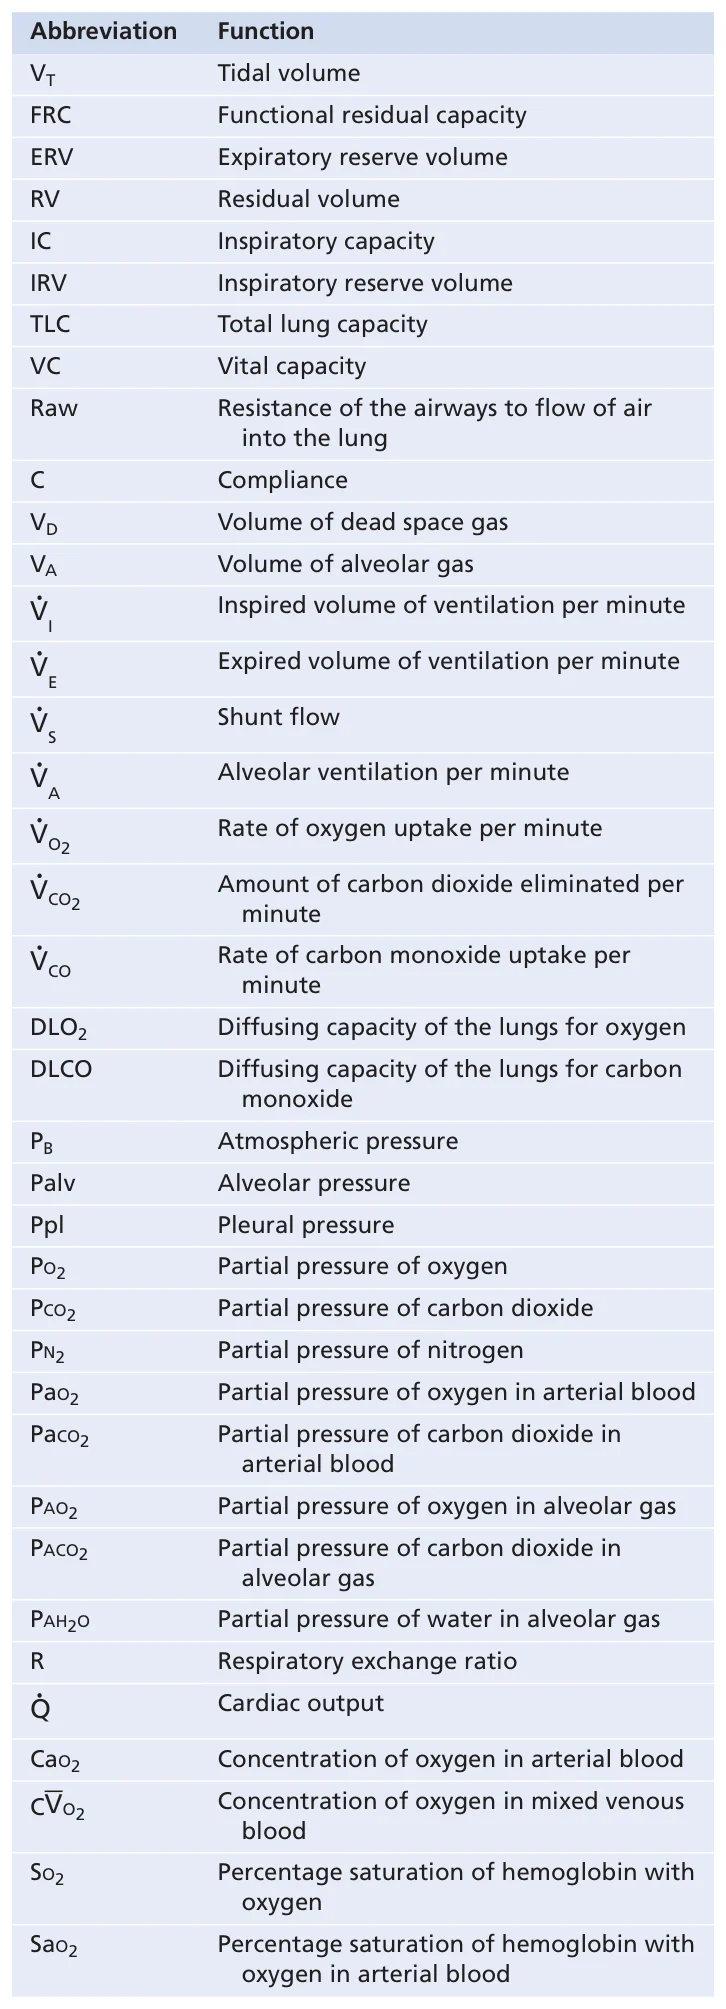 Abbreviation Function
V_T Tidal volume
FRC Functional residual capacity
ERV Expiratory reserve volume
RV Residual volume
IC Inspiratory capacity
IRV Inspiratory reserve volume
TLC Total lung capacity
VC Vital capacity
Raw Resistance of the airways to flow of air
into the lung
C Compliance
V_D Volume of dead space gas
V_A Volume of alveolar gas
V̇_I Inspired volume of ventilation per minute
V̇_E Expired volume of ventilation per minute
V̇_S Shunt flow
V̇_A Alveolar ventilation per minute
V̇_O₂ Rate of oxygen uptake per minute
V̇_CO₂ Amount of carbon dioxide eliminated per
minute
V̇_CO Rate of carbon monoxide uptake per
minute
DLO₂ Diffusing capacity of the lungs for oxygen
DLCO Diffusing capacity of the lungs for carbon
monoxide
P_B Atmospheric pressure
Palv Alveolar pressure
Ppl Pleural pressure
PO₂ Partial pressure of oxygen
PCO₂ Partial pressure of carbon dioxide
PN₂ Partial pressure of nitrogen
PaO₂ Partial pressure of oxygen in arterial blood
PaCO₂ Partial pressure of carbon dioxide in
arterial blood
PAO₂ Partial pressure of oxygen in alveolar gas
PACO₂ Partial pressure of carbon dioxide in
alveolar gas
PAH₂O Partial pressure of water in alveolar gas
R Respiratory exchange ratio
Q̇ Cardiac output
CaO₂ Concentration of oxygen in arterial blood
CV̅O₂ Concentration of oxygen in mixed venous
blood
SO₂ Percentage saturation of hemoglobin with
oxygen
SaO₂ Percentage saturation of hemoglobin with
oxygen in arterial blood